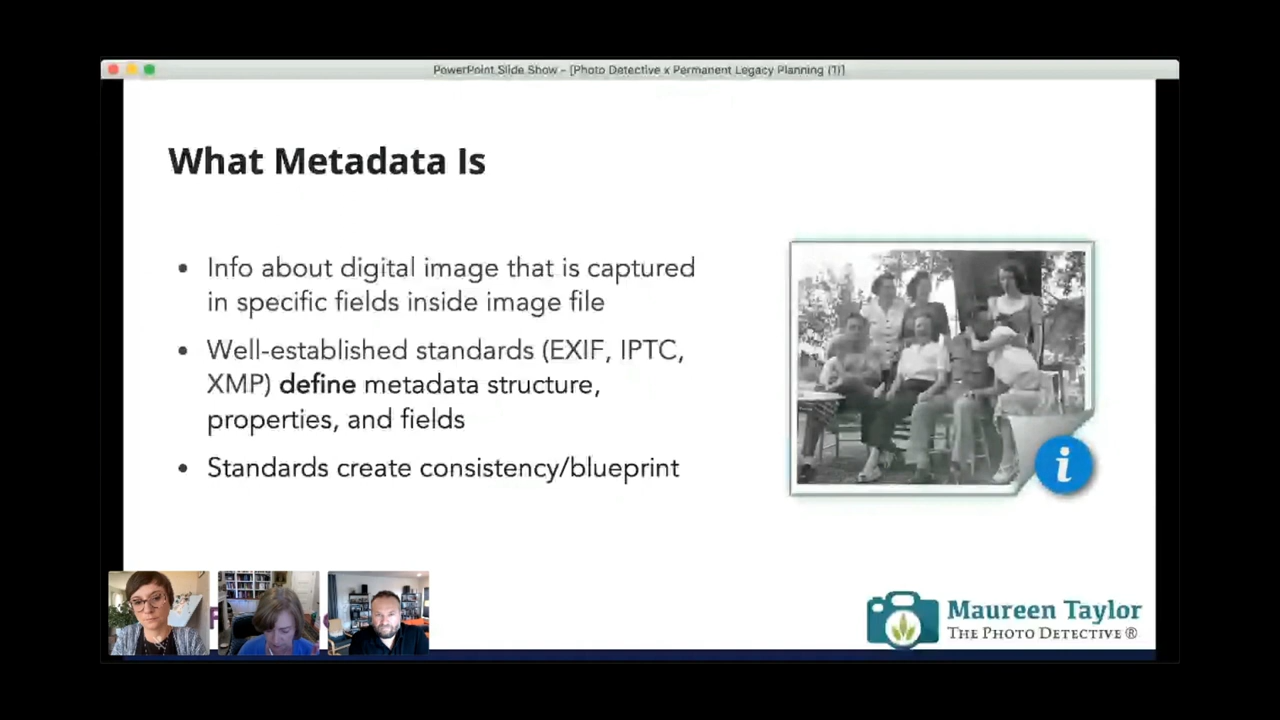 PowerPoint Slide Show - [Photo Detective x Permanent Legacy Planning (1)]
What Metadata Is
• Info about digital image that is captured
in specific fields inside image file
• Well-established standards (EXIF, IPTC,
XMP) define metadata structure,
properties, and fields
• Standards create consistency/blueprint
i
Maureen Taylor
THE PHOTO DETECTIVE ®